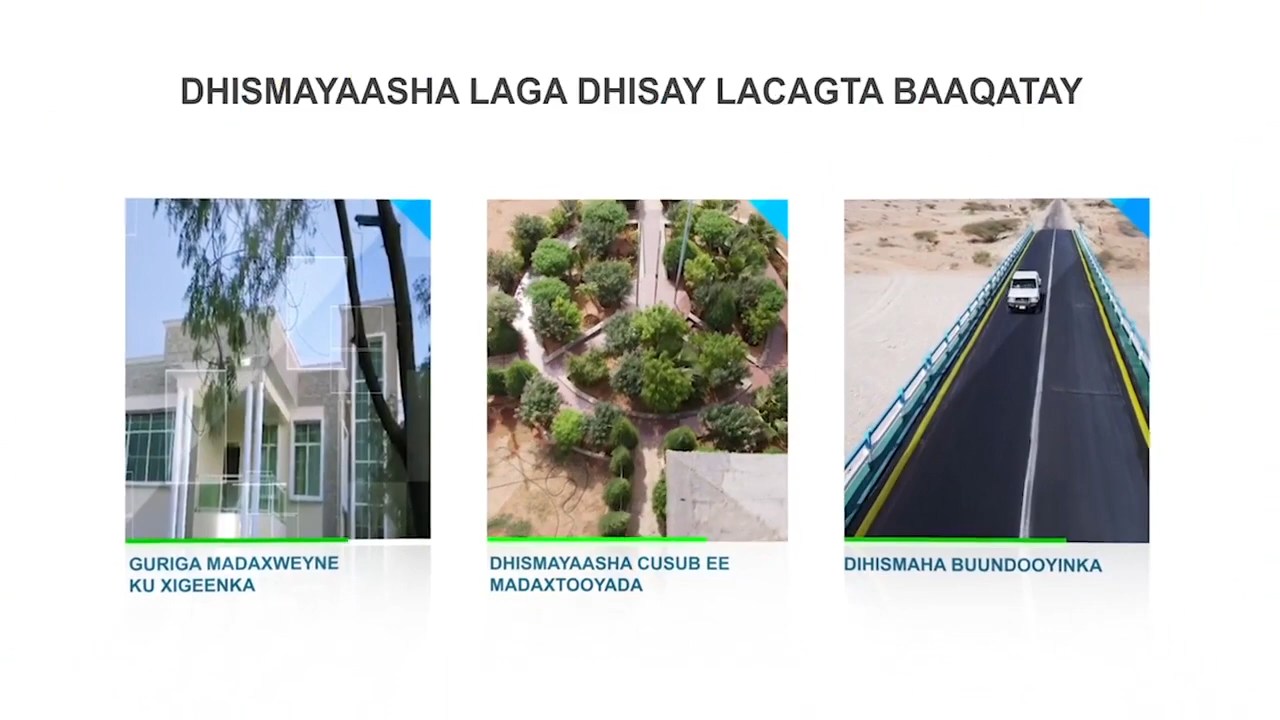 DHISMAYAASHA LAGA DHISAY LACAGTA BAAQATAY
GURIGA MADAXWEYNE
KU XIGEENKA
DHISMAYAASHA CUSUB EE
MADAXTOOYADA
DIHISMAHA BUUNDOOYINKA